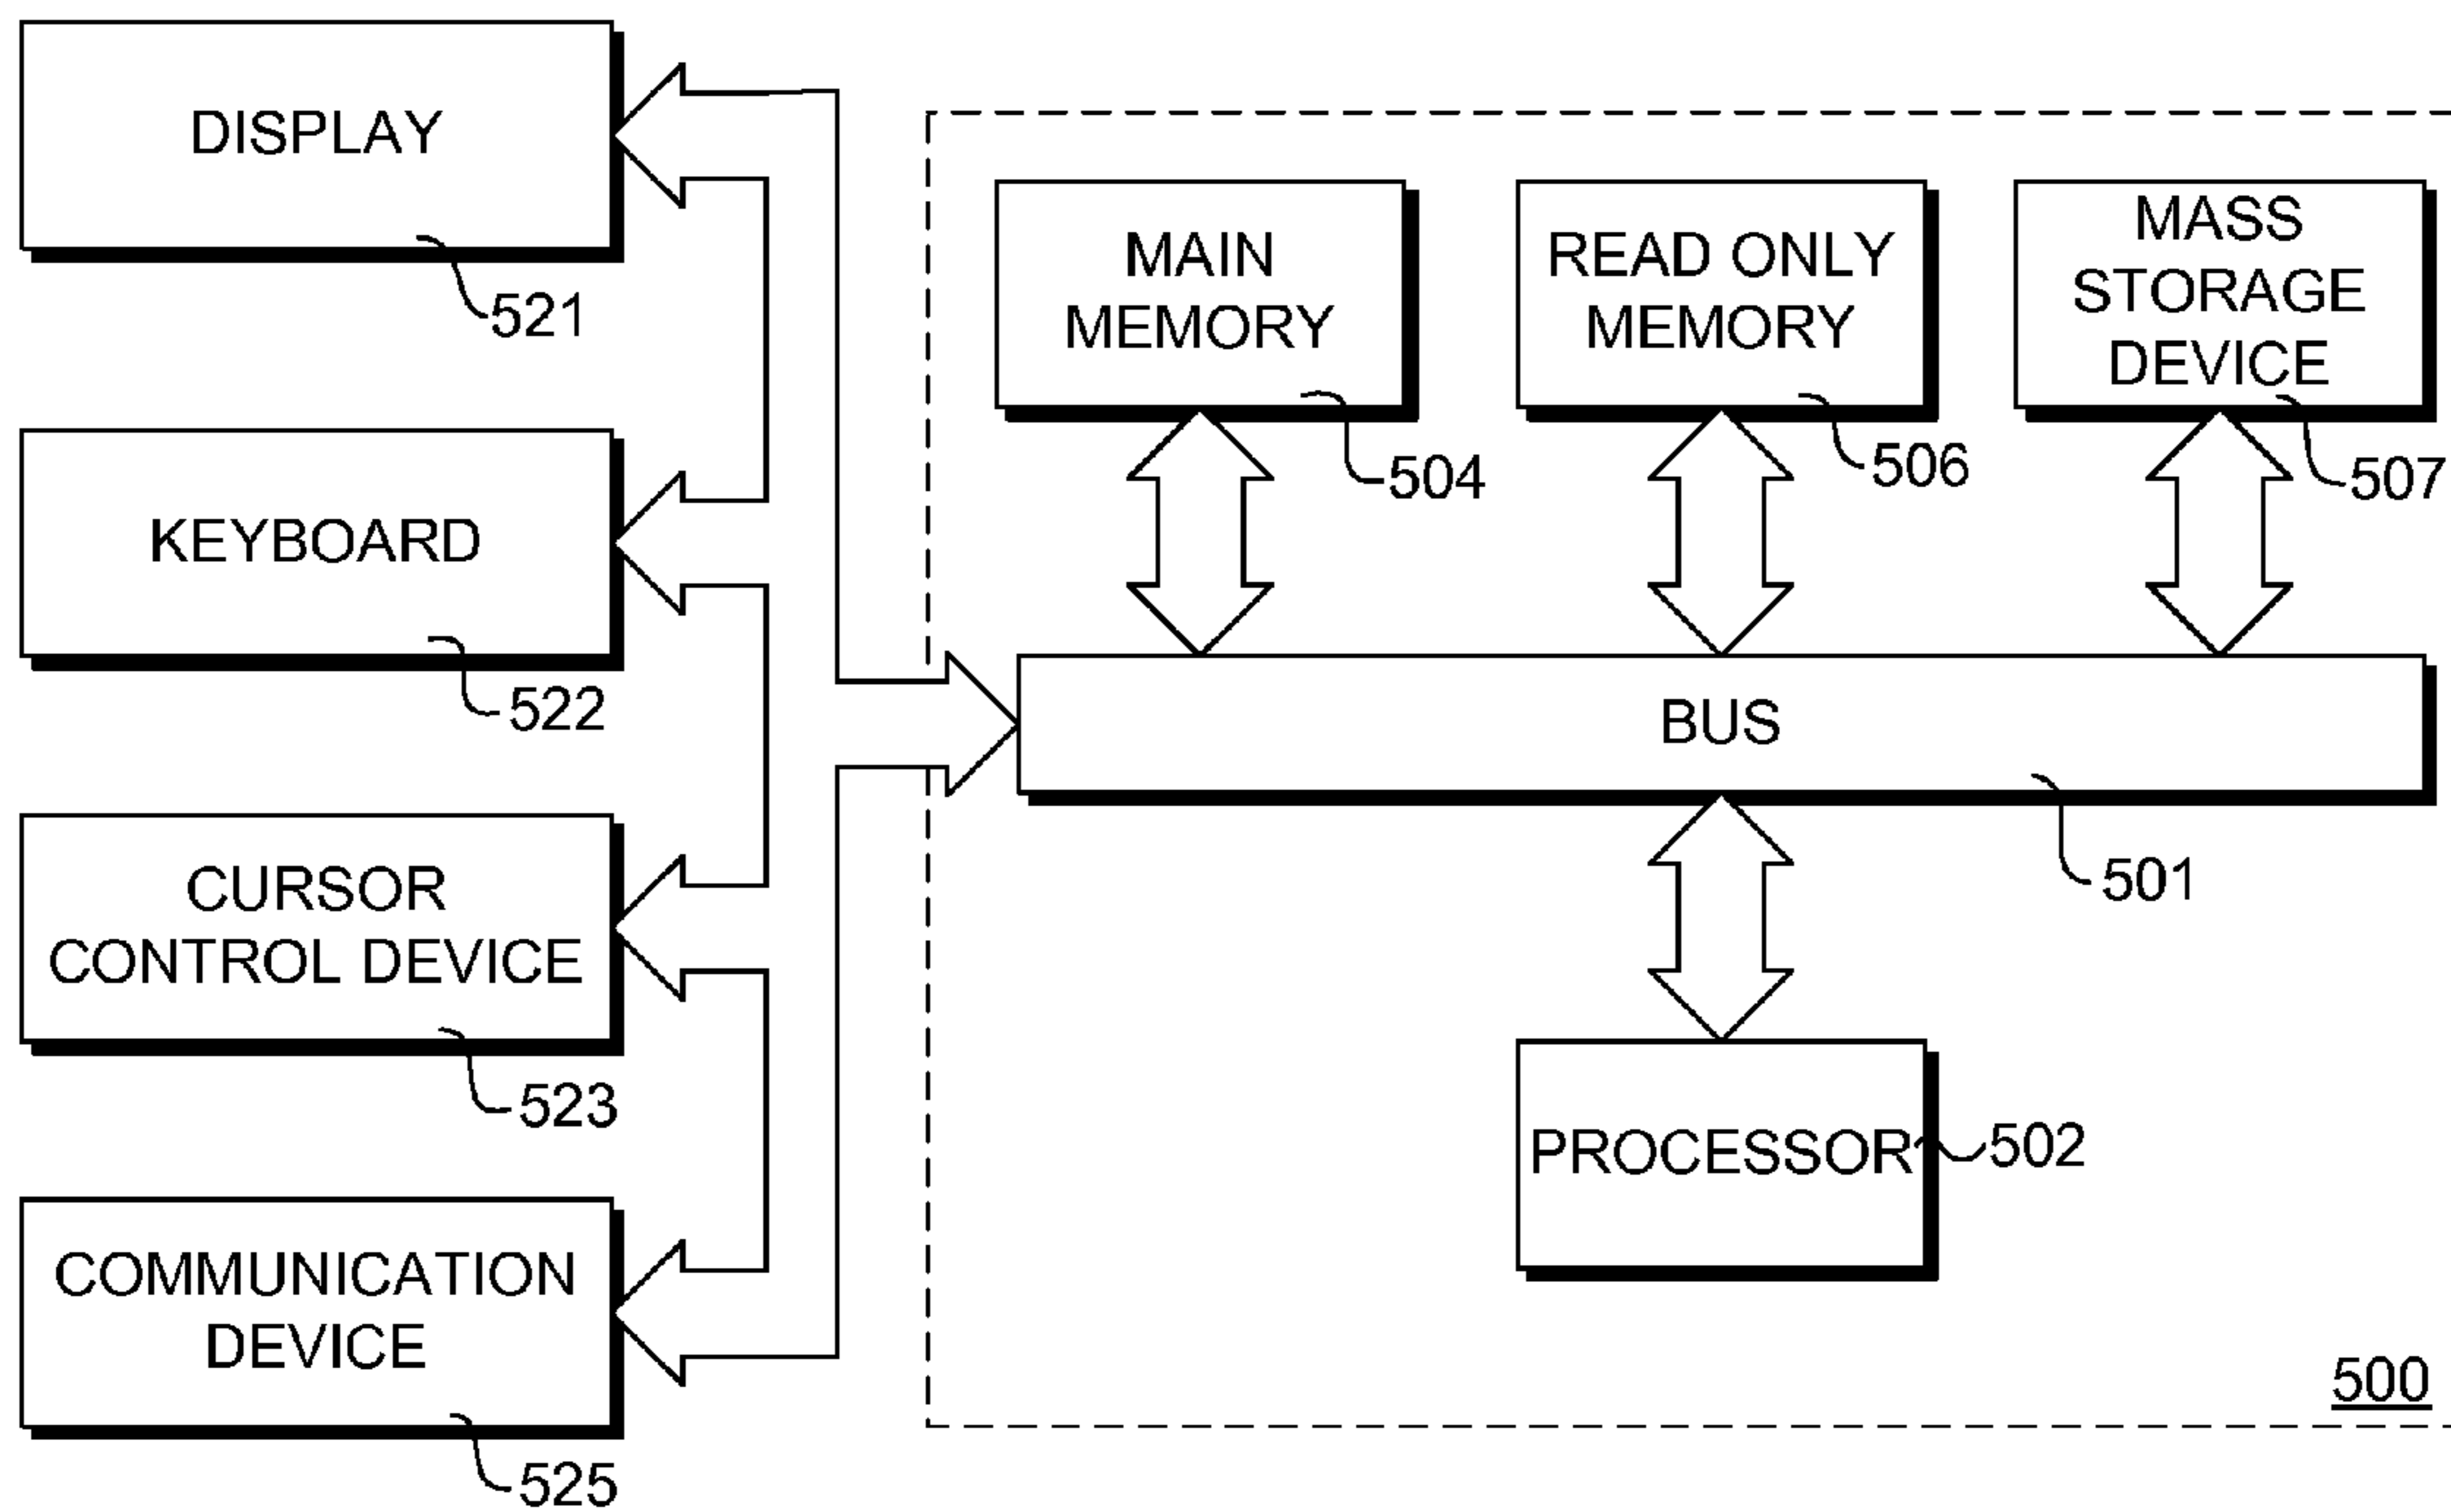 DISPLAY
521
KEYBOARD
522
CURSOR
CONTROL DEVICE
523
COMMUNICATION
DEVICE
525
MAIN
MEMORY
504
READ ONLY
MEMORY
506
MASS
STORAGE
DEVICE
507
BUS
501
PROCESSOR
502
500